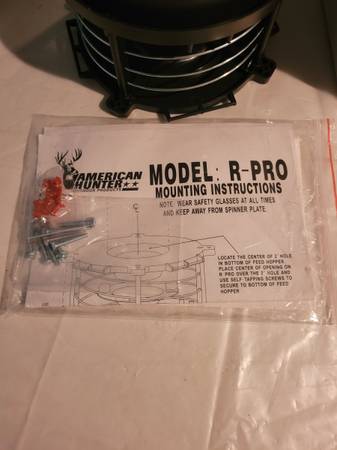 AMERICAN
HUNTER
OUTDOOR PRODUCTS
MODEL: R-PRO
MOUNTING INSTRUCTIONS
NOTE: WEAR SAFETY GLASSES AT ALL TIMES
AND KEEP AWAY FROM SPINNER PLATE.
LOCATE THE CENTER OF 2" HOLE
IN BOTTOM OF FEED HOPPER.
PLACE CENTER OF OPENING ON
R PRO OVER THE 2" HOLE AND
USE SELF-TAPPING SCREWS TO
SECURE TO BOTTOM OF FEED
HOPPER